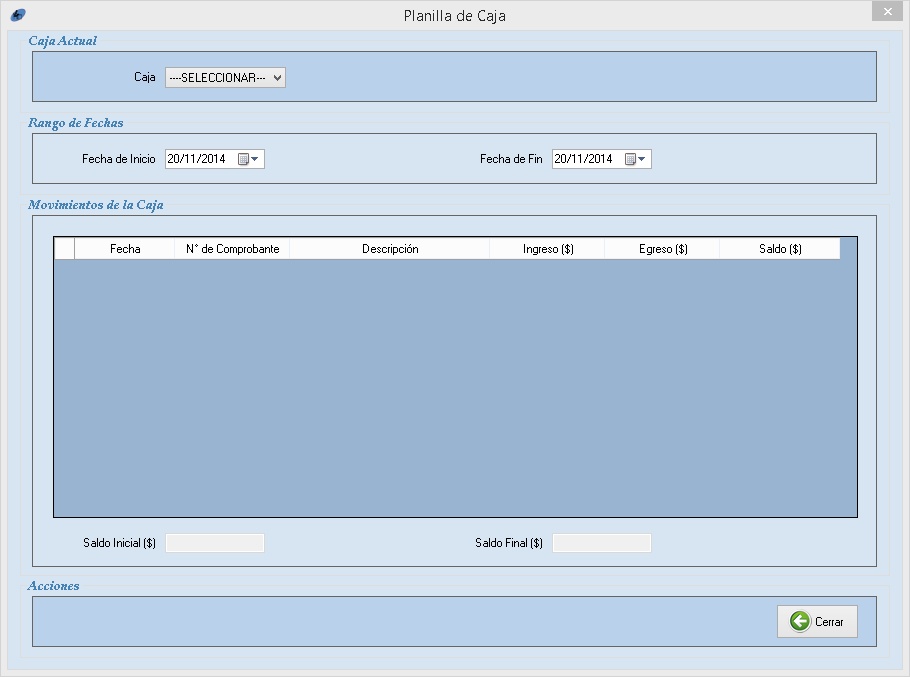 Planilla de Caja
Caja Actual
Caja ----SELECCIONAR---
Rango de Fechas
Fecha de Inicio 20/11/2014 Fecha de Fin 20/11/2014
Movimientos de la Caja
Fecha N° de Comprobante Descripción Ingreso ($) Egreso ($) Saldo ($)
Saldo Inicial ($) Saldo Final ($)
Acciones
Cerrar